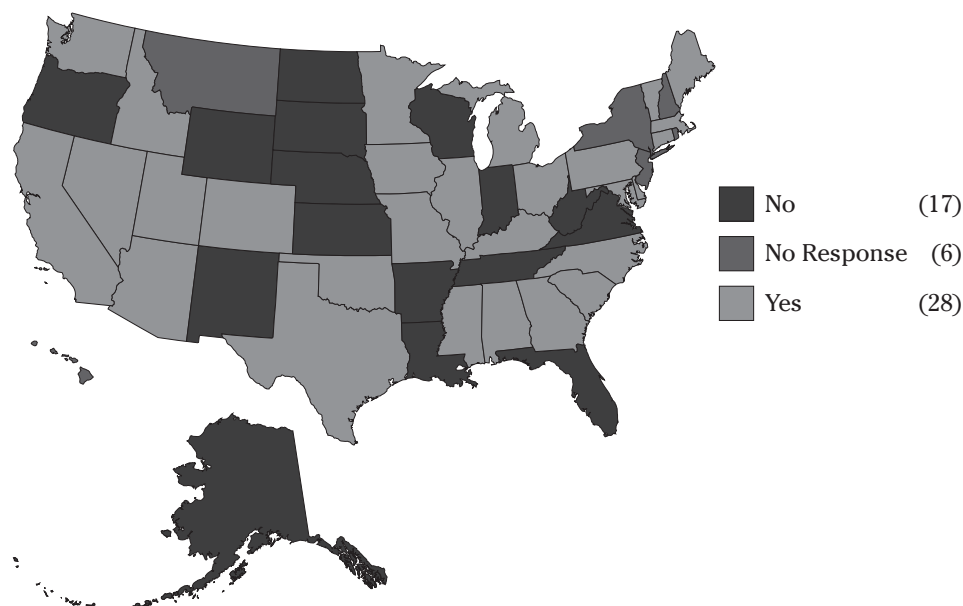 No (17)
No Response (6)
Yes (28)